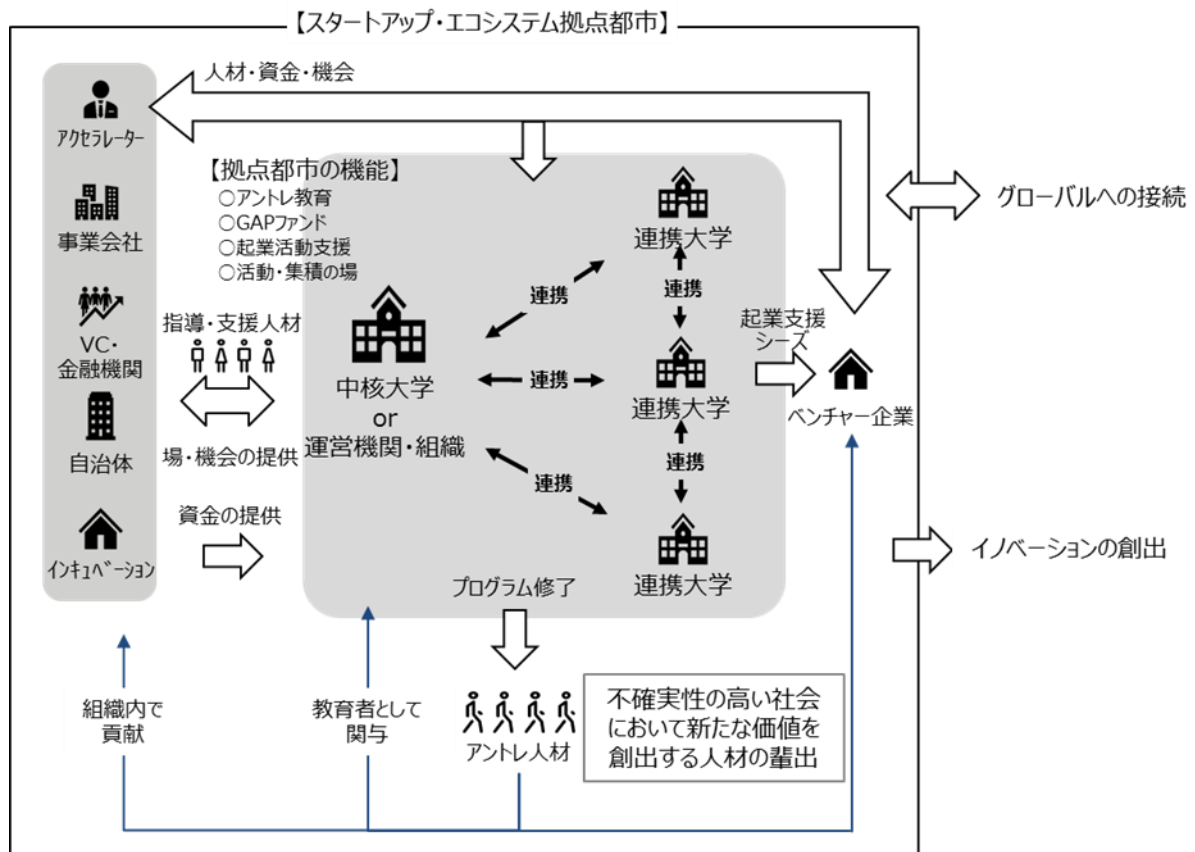 【スタートアップ・エコシステム拠点都市】
人材・資金・機会
ｱｸｾﾗﾚｰﾀｰ
事業会社
VC・
金融機関
自治体
ｲﾝｷｭﾍﾞｰｼｮﾝ
【拠点都市の機能】
○アントレ教育
○GAPファンド
○起業活動支援
○活動・集積の場
指導・支援人材
場・機会の提供
資金の提供
中核大学
or
運営機関・組織
連携
連携
連携
連携大学
連携
連携大学
連携
連携大学
起業支援
シーズ
ベンチャー企業
グローバルへの接続
イノベーションの創出
プログラム修了
組織内で
貢献
教育者として
関与
アントレ人材
不確実性の高い社会
において新たな価値を
創出する人材の輩出